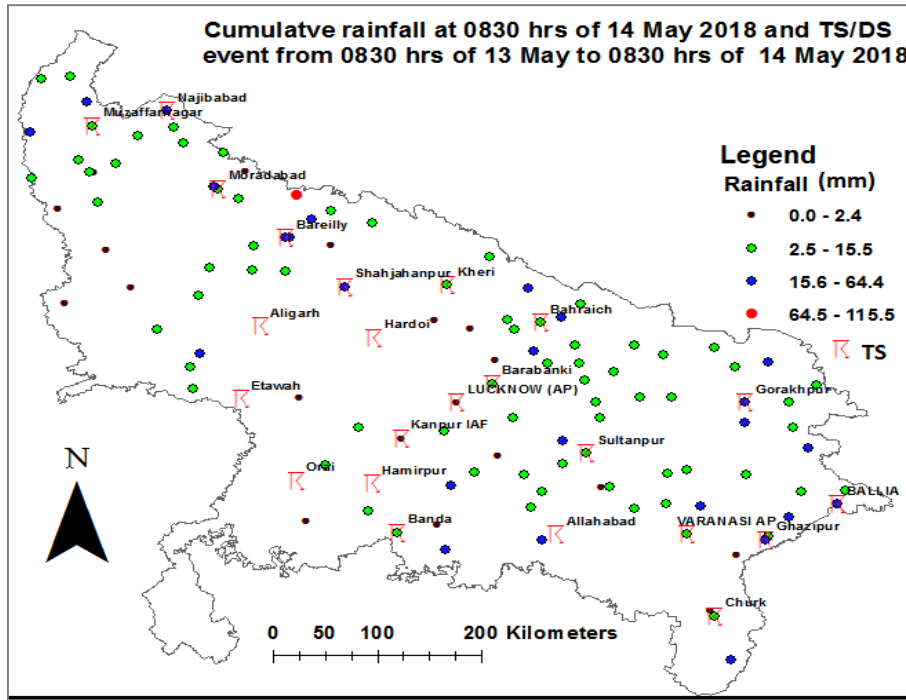 Cumulatve rainfall at 0830 hrs of 14 May 2018 and TS/DS
event from 0830 hrs of 13 May to 0830 hrs of 14 May 2018
Najibabad
Muzaffarnagar
Moradabad
Legend
Rainfall (mm)
0.0 - 2.4
2.5 - 15.5
15.6 - 64.4
64.5 - 115.5
TS
Bareilly
Shahjahanpur
Kheri
Aligarh
Hardoi
Bahraich
Barabanki
LUCKNOW (AP)
Etawah
Gorakhpur
Kanpur IAF
Sultanpur
Orai
Hamirpur
BALLIA
Banda
Allahabad
VARANASI AP
Ghazipur
Churk
N
0 50 100 200 Kilometers